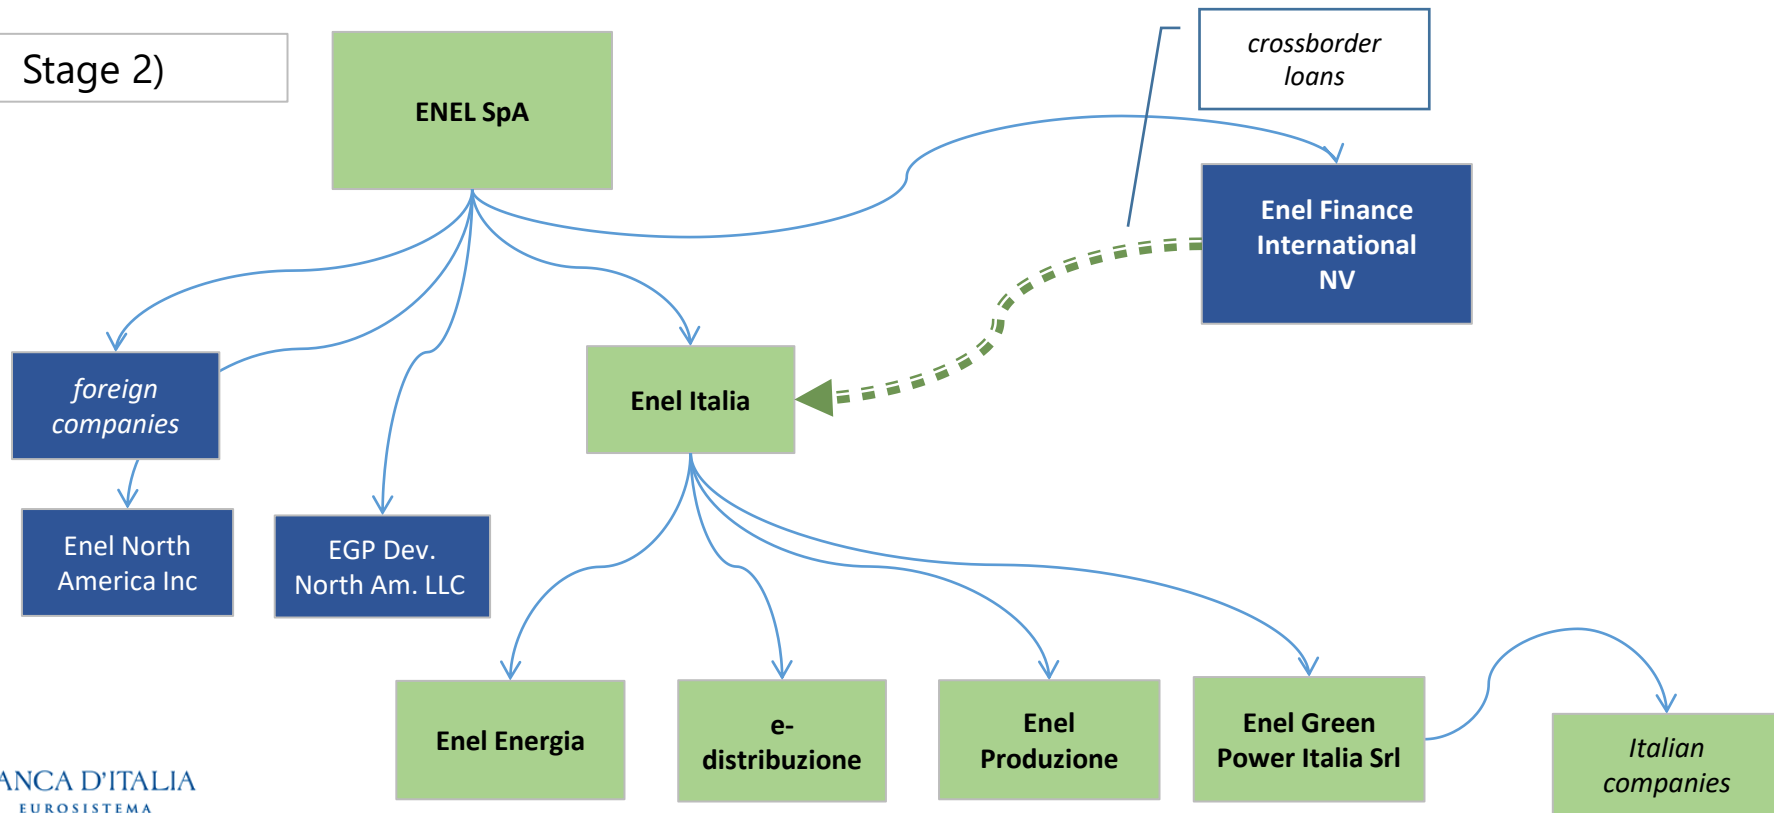 crossborder
loans
Stage 2)
ENEL SpA
Enel Finance
International
NV
foreign
companies
Enel Italia
Enel North
America Inc
EGP Dev.
North Am. LLC
Enel Energia
e-
distribuzione
Enel
Produzione
Enel Green
Power Italia Srl
Italian
companies
ANCA D'ITALIA
EUROSISTEMA